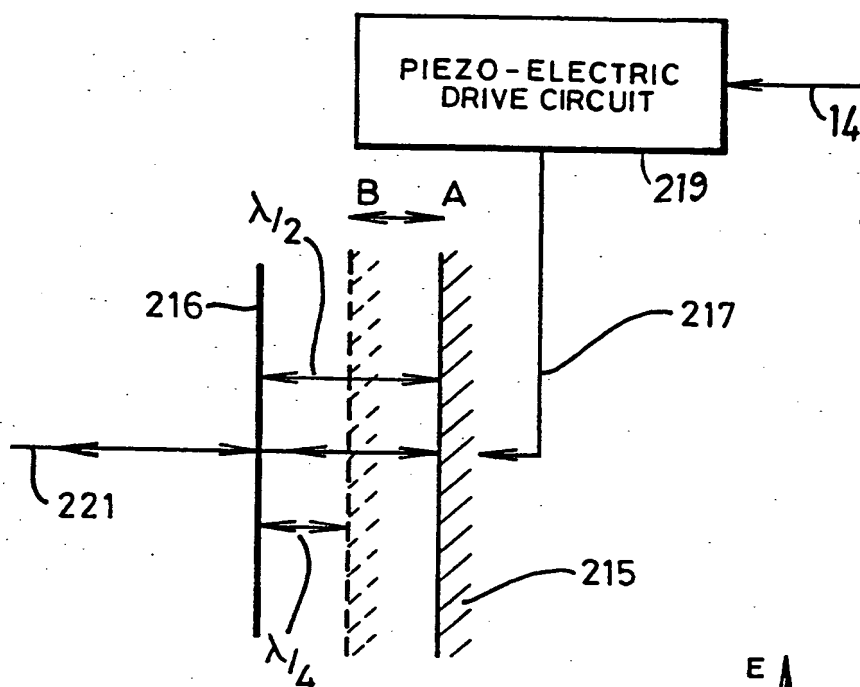 PIEZO-ELECTRIC
DRIVE CIRCUIT
14
219
B A
λ/2
216
217
221
215
λ/4
E